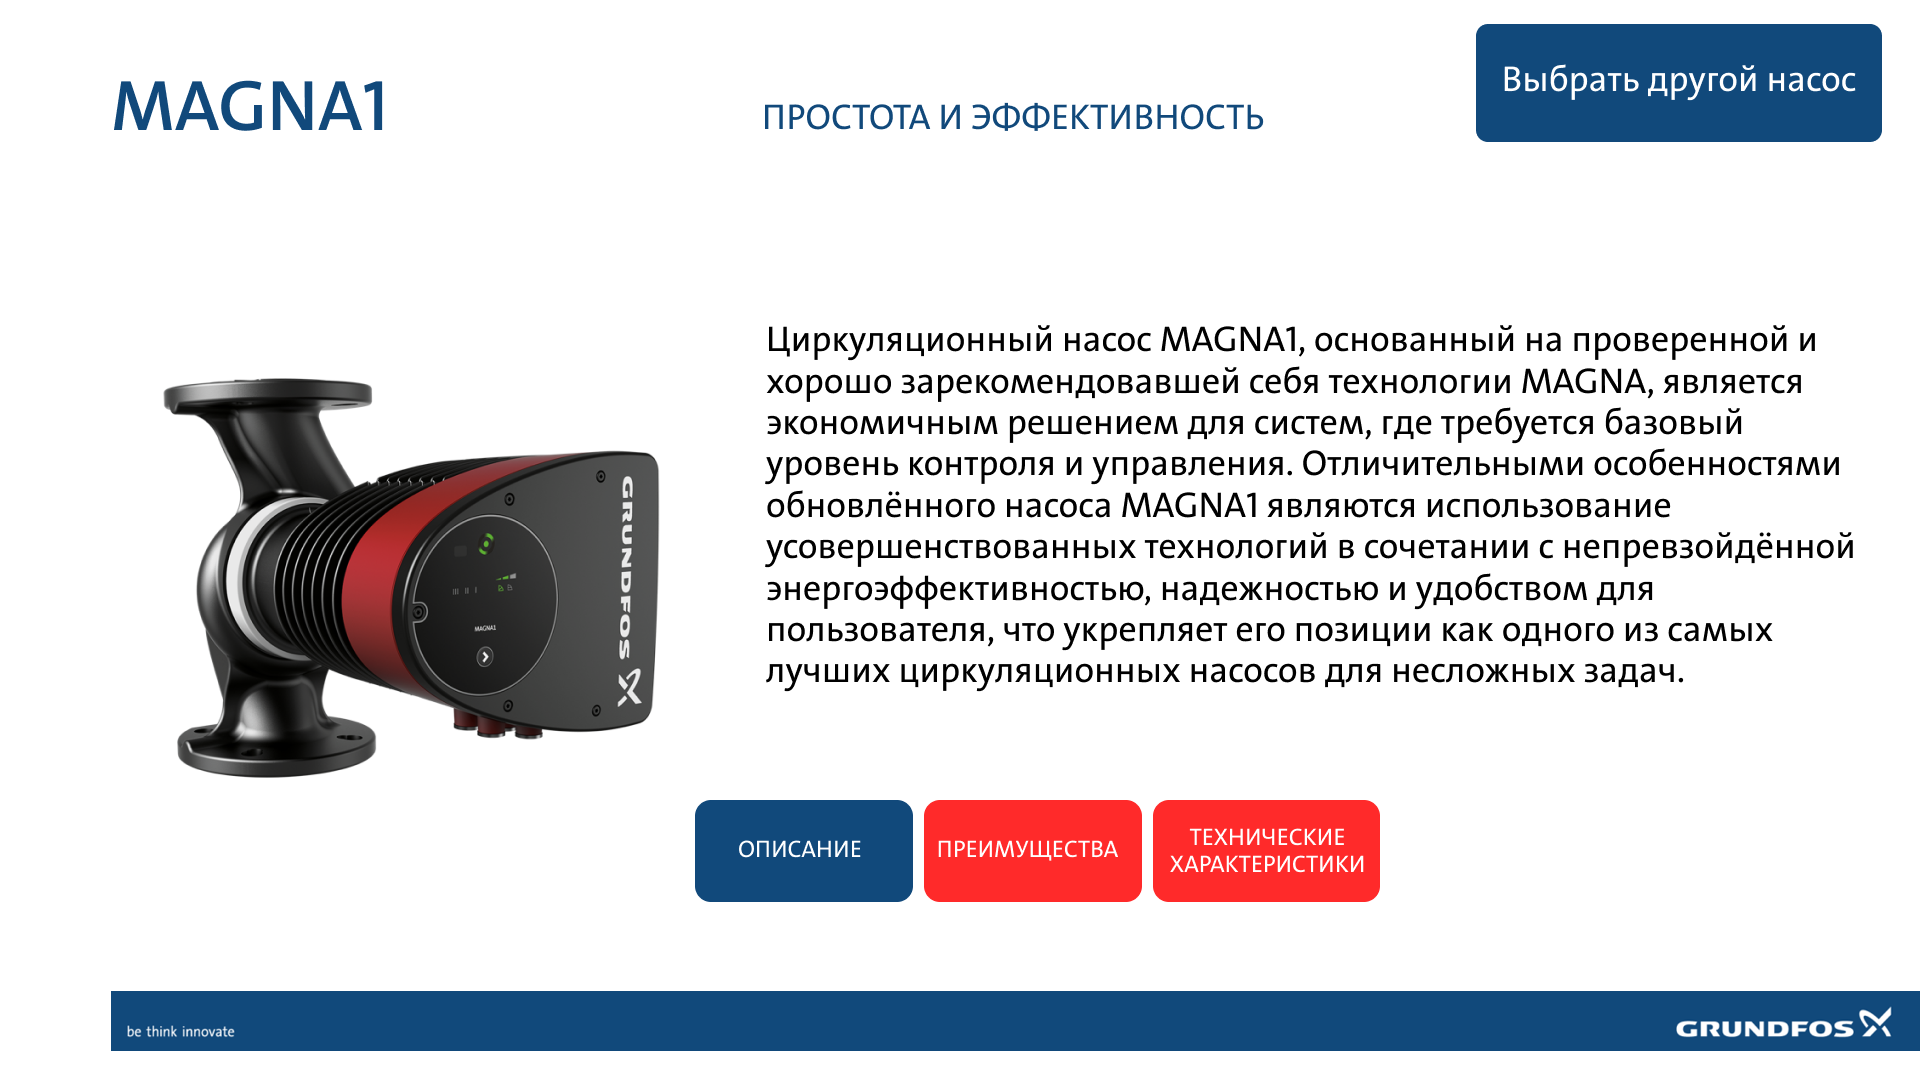 MAGNA1
ПРОСТОТА И ЭФФЕКТИВНОСТЬ
Выбрать другой насос
Циркуляционный насос MAGNA1, основанный на проверенной и
хорошо зарекомендовавшей себя технологии MAGNA, является
экономичным решением для систем, где требуется базовый
уровень контроля и управления. Отличительными особенностями
обновлённого насоса MAGNA1 являются использование
усовершенствованных технологий в сочетании с непревзойдённой
энергоэффективностью, надежностью и удобством для
пользователя, что укрепляет его позиции как одного из самых
лучших циркуляционных насосов для несложных задач.
GRUNDFOS
III II I
MAGNA1
ОПИСАНИЕ
ПРЕИМУЩЕСТВА
ТЕХНИЧЕСКИЕ
ХАРАКТЕРИСТИКИ
be think innovate
GRUNDFOS